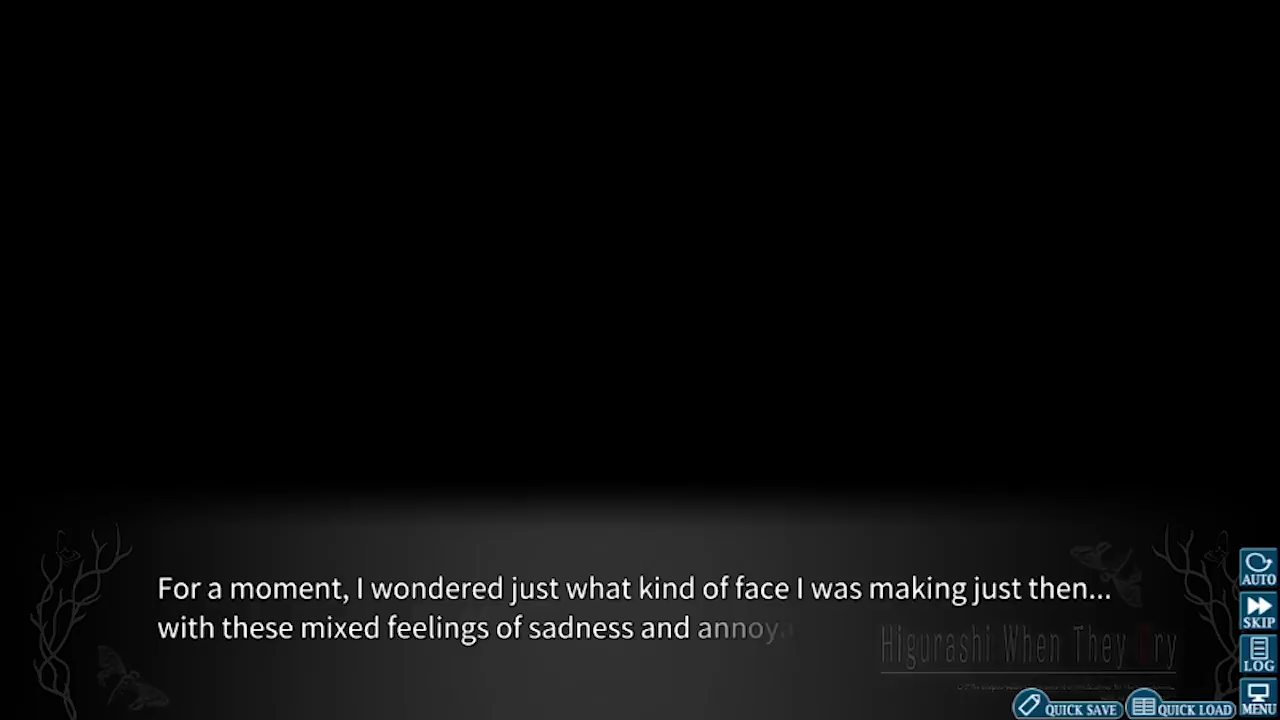 For a moment, I wondered just what kind of face I was making just then...
with these mixed feelings of sadness and annoya
Higurashi When They Cry
AUTO
SKIP
LOG
MENU
QUICK SAVE
QUICK LOAD